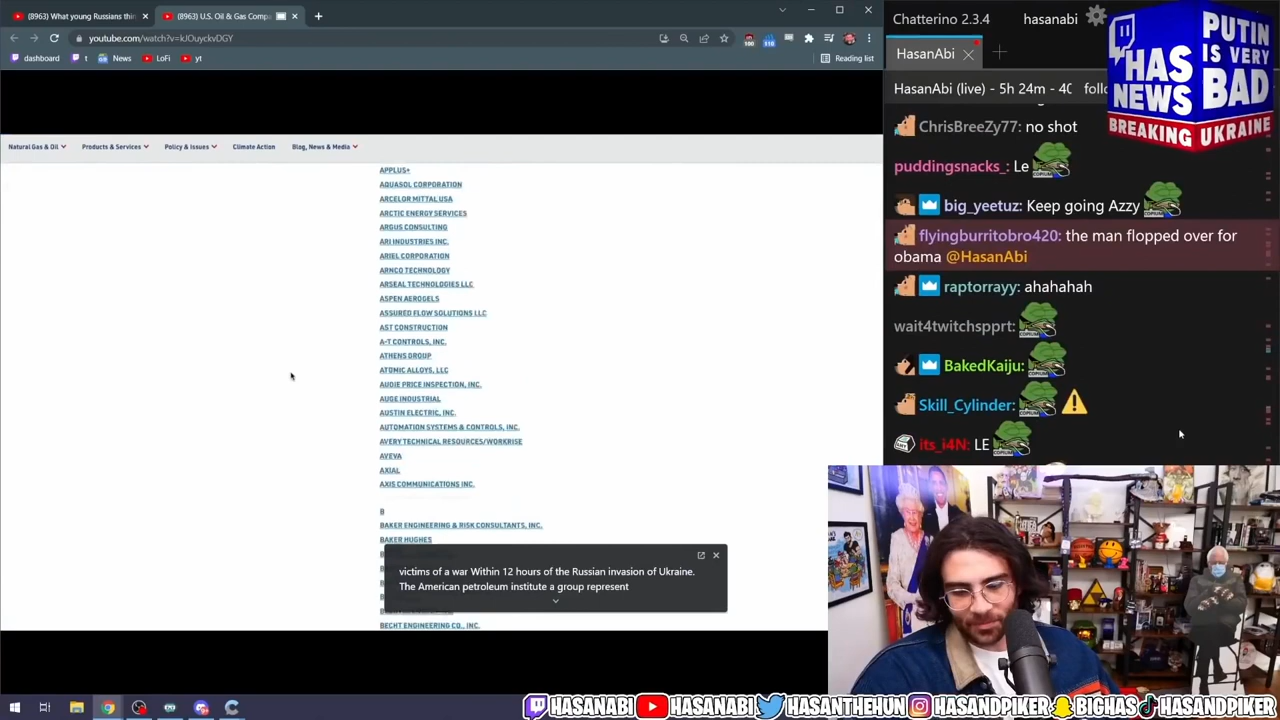 (8963) What young Russians thin
(8963) U.S. Oil & Gas Comp
youtube.com/watch?v=kJOuyckvDGY
dashboard
t
News
LoFi
yt
Reading list
Natural Gas & Oil
Products & Services
Policy & Issues
Climate Action
Blog, News & Media
APPLUS+
AQUASOL CORPORATION
ARCELOR MITTAL USA
ARCTIC ENERGY SERVICES
ARGUS CONSULTING
ARI INDUSTRIES INC.
ARIEL CORPORATION
ARNCO TECHNOLOGY
ARSEAL TECHNOLOGIES LLC
ASPEN AEROGELS
ASSURED FLOW SOLUTIONS LLC
AST CONSTRUCTION
A-T CONTROLS, INC.
ATHENS GROUP
ATOMIC ALLOYS, LLC
AUDIE PRICE INSPECTION, INC.
AUGE INDUSTRIAL
AUSTIN ELECTRIC, INC.
AUTOMATION SYSTEMS & CONTROLS, INC.
AVERY TECHNICAL RESOURCES/WORKRISE
AVEVA
AXIAL
AXIS COMMUNICATIONS INC.
B
BAKER ENGINEERING & RISK CONSULTANTS, INC.
BAKER HUGHES
victims of a war Within 12 hours of the Russian invasion of Ukraine.
The American petroleum institute a group represent
BECHT ENGINEERING CO., INC.
Chatterino 2.3.4
hasanabi
HasanAbi
HasanAbi (live) - 5h 24m - 40
HAS
NEWS
PUTIN
IS VERY
BAD
BREAKING UKRAINE
ChrisBreeZy77: no shot
puddingsnacks_: Le
big_yeetuz: Keep going Azzy
flyingburritobro420: the man flopped over for
obama @HasanAbi
raptorrayy: ahahahah
wait4twitchspprt:
BakedKaiju:
Skill_Cylinder:
its_i4N: LE
HASANABI
HASANABI
HASANTHEHUN
HASANDPIKER
BIGHAS
HASANDPIKER